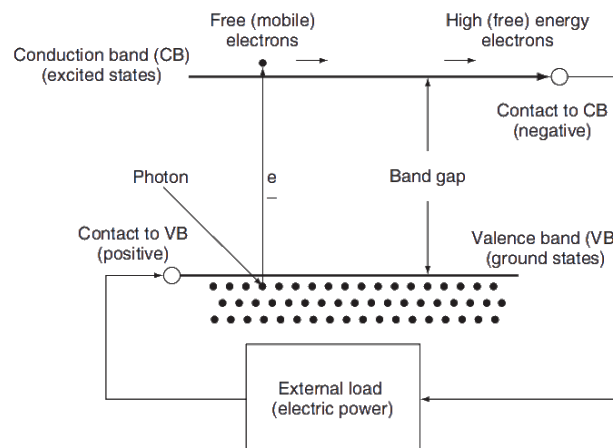 Free (mobile)
electrons
High (free) energy
electrons
Conduction band (CB)
(excited states)
Contact to CB
(negative)
Photon
e
–
Band gap
Contact to VB
(positive)
Valence band (VB
(ground states)
External load
(electric power)